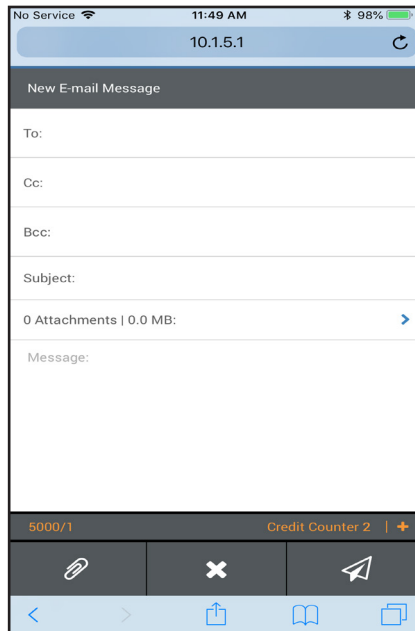 No Service 11:49 AM 98%
10.1.5.1
New E-mail Message
To:
Cc:
Bcc:
Subject:
0 Attachments | 0.0 MB:
Message:
5000/1 Credit Counter 2 | +